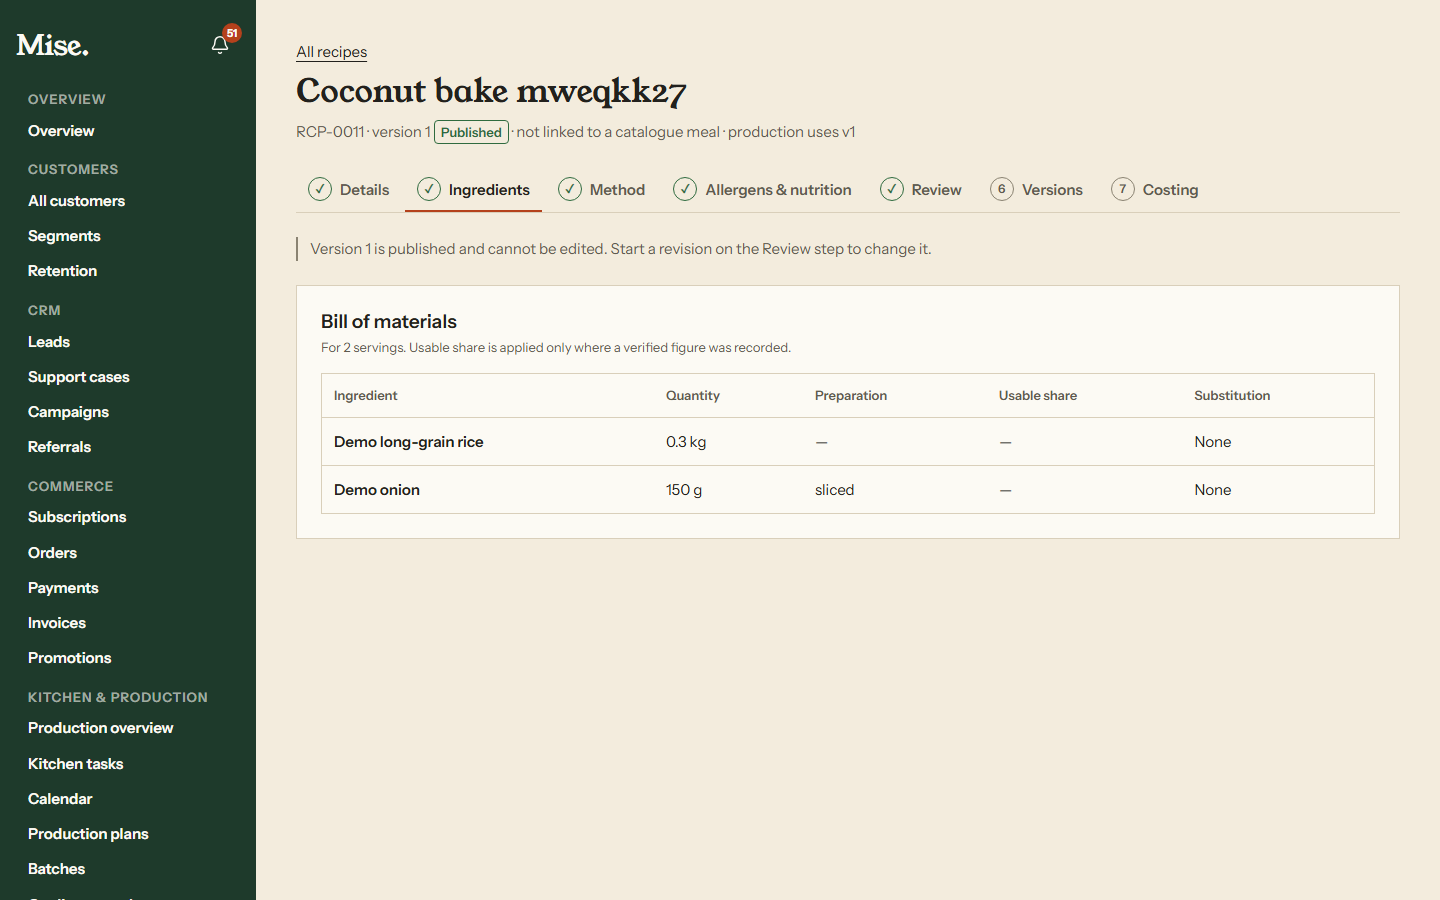 Mise.
51
OVERVIEW
Overview
CUSTOMERS
All customers
Segments
Retention
CRM
Leads
Support cases
Campaigns
Referrals
COMMERCE
Subscriptions
Orders
Payments
Invoices
Promotions
KITCHEN & PRODUCTION
Production overview
Kitchen tasks
Calendar
Production plans
Batches
All recipes
Coconut bake mweqkk27
RCP-0011 · version 1 Published · not linked to a catalogue meal · production uses v1
✓ Details ✓ Ingredients ✓ Method ✓ Allergens & nutrition ✓ Review 6 Versions 7 Costing
Version 1 is published and cannot be edited. Start a revision on the Review step to change it.
Bill of materials
For 2 servings. Usable share is applied only where a verified figure was recorded.
Ingredient Quantity Preparation Usable share Substitution
Demo long-grain rice 0.3 kg — — None
Demo onion 150 g sliced — None